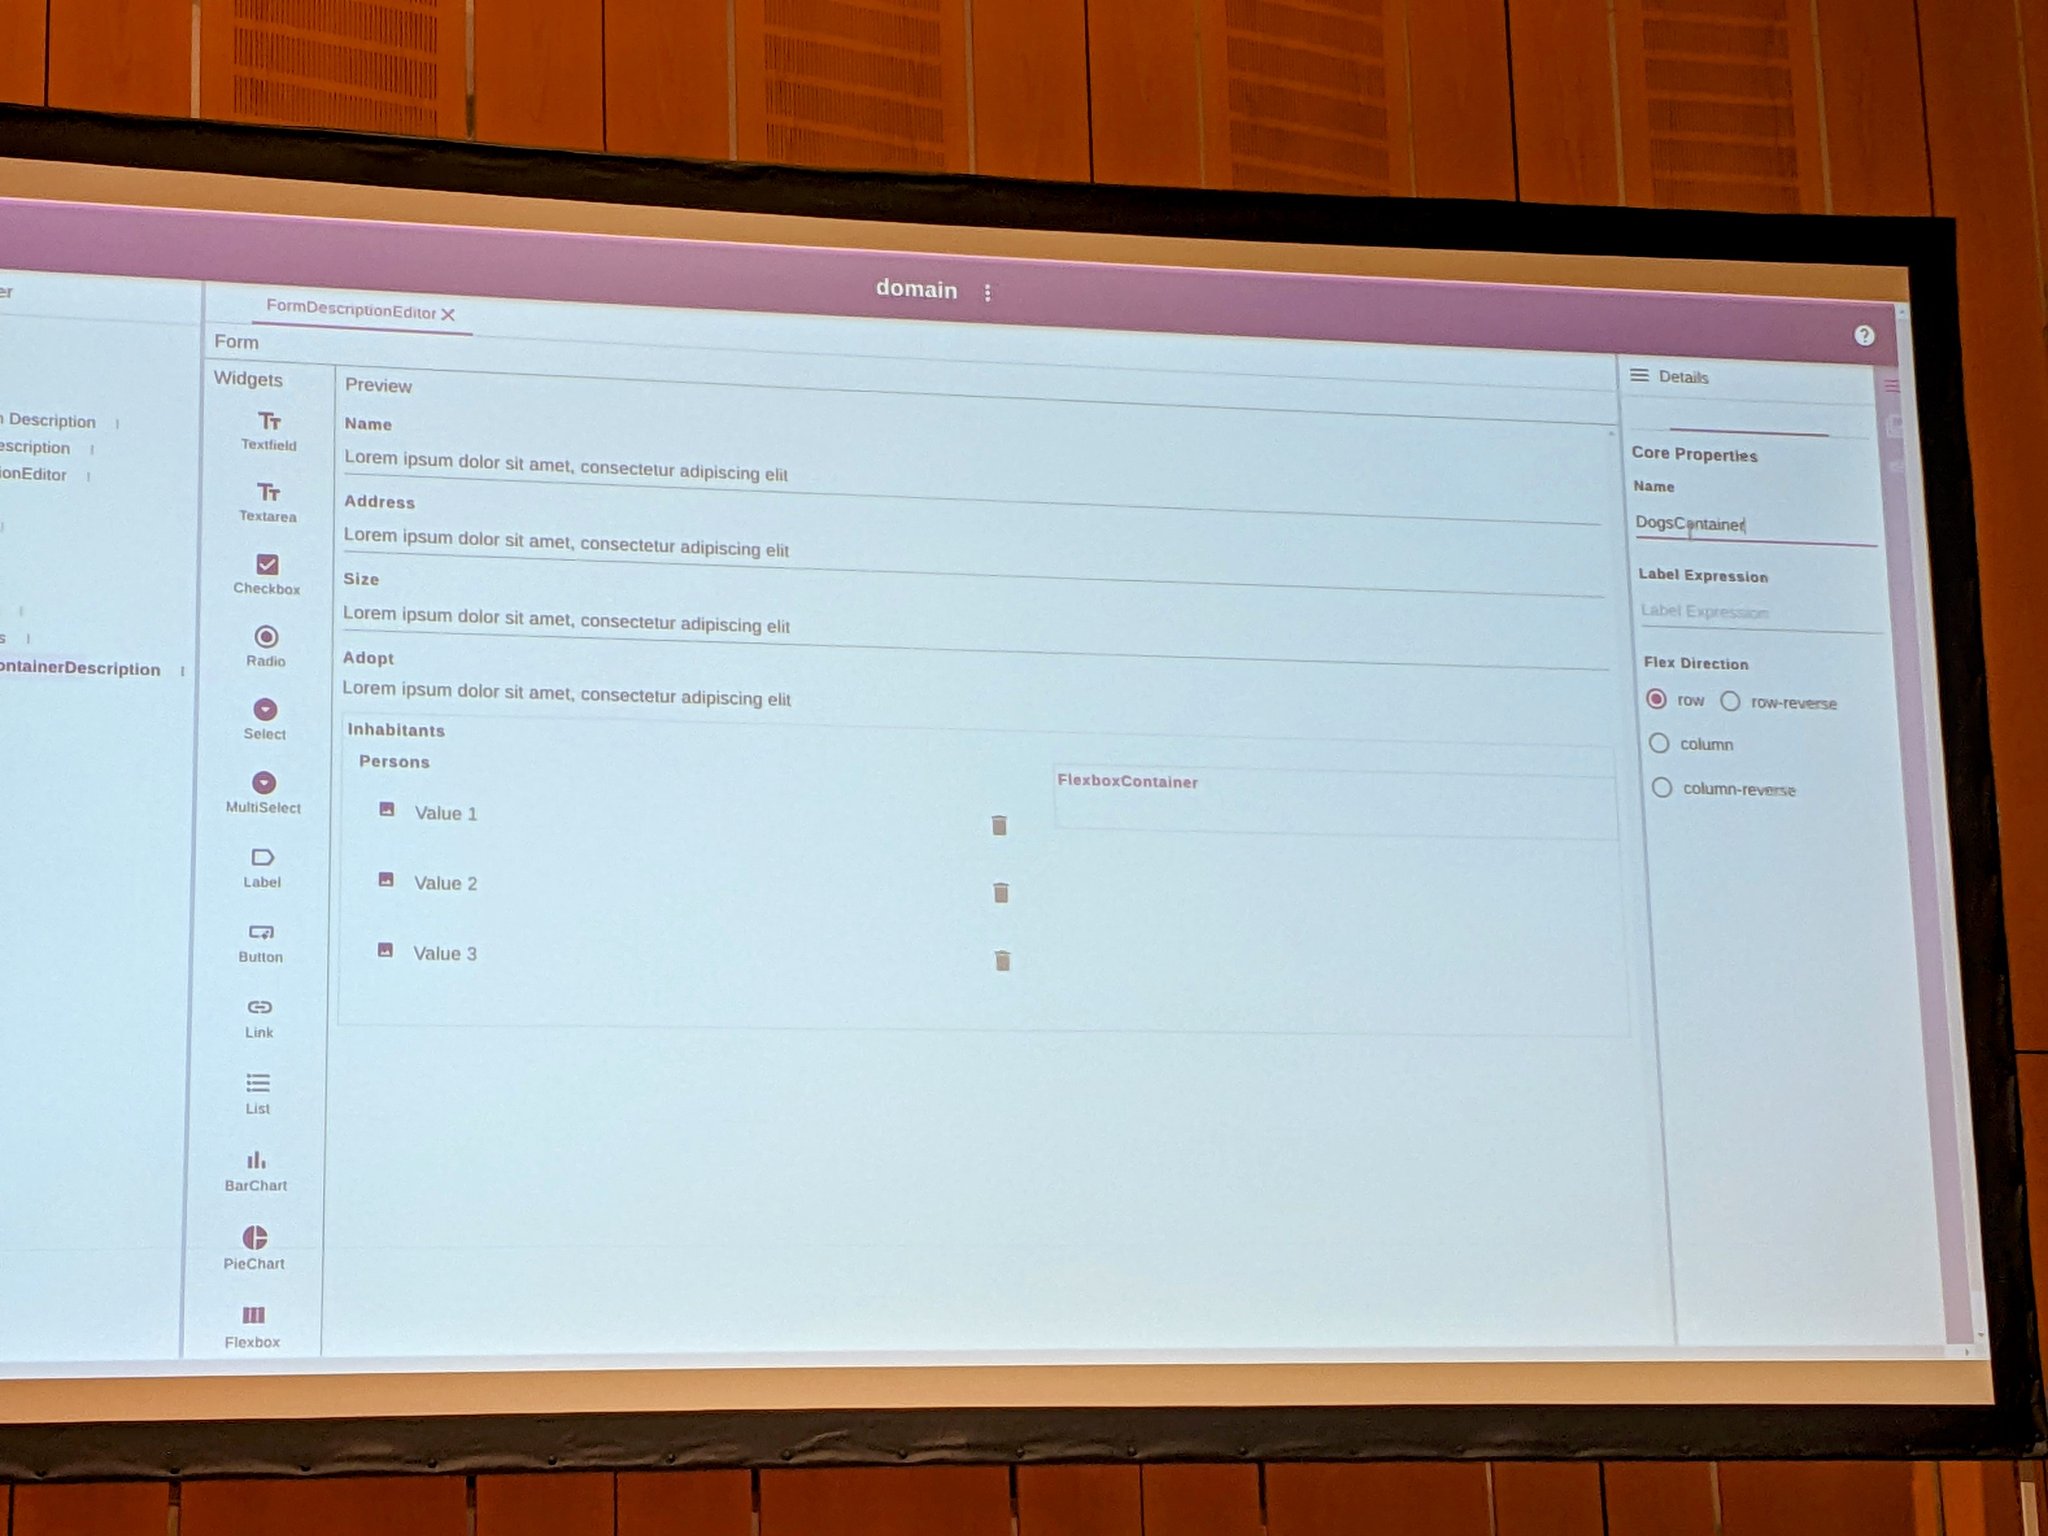 domain
er
FormDescriptionEditor
Form
Description
escription
ionEditor
s
ontainerDescription
Widgets
Textfield
Textarea
Checkbox
Radio
Select
MultiSelect
Label
Button
Link
List
BarChart
PieChart
Flexbox
Preview
Name
Lorem ipsum dolor sit amet, consectetur adipiscing elit
Address
Lorem ipsum dolor sit amet, consectetur adipiscing elit
Size
Lorem ipsum dolor sit amet, consectetur adipiscing elit
Adopt
Lorem ipsum dolor sit amet, consectetur adipiscing elit
Inhabitants
Persons
Value 1
Value 2
Value 3
FlexboxContainer
?
Details
Core Properties
Name
DogsContainer
Label Expression
Label Expression
Flex Direction
row row-reverse
column
column-reverse